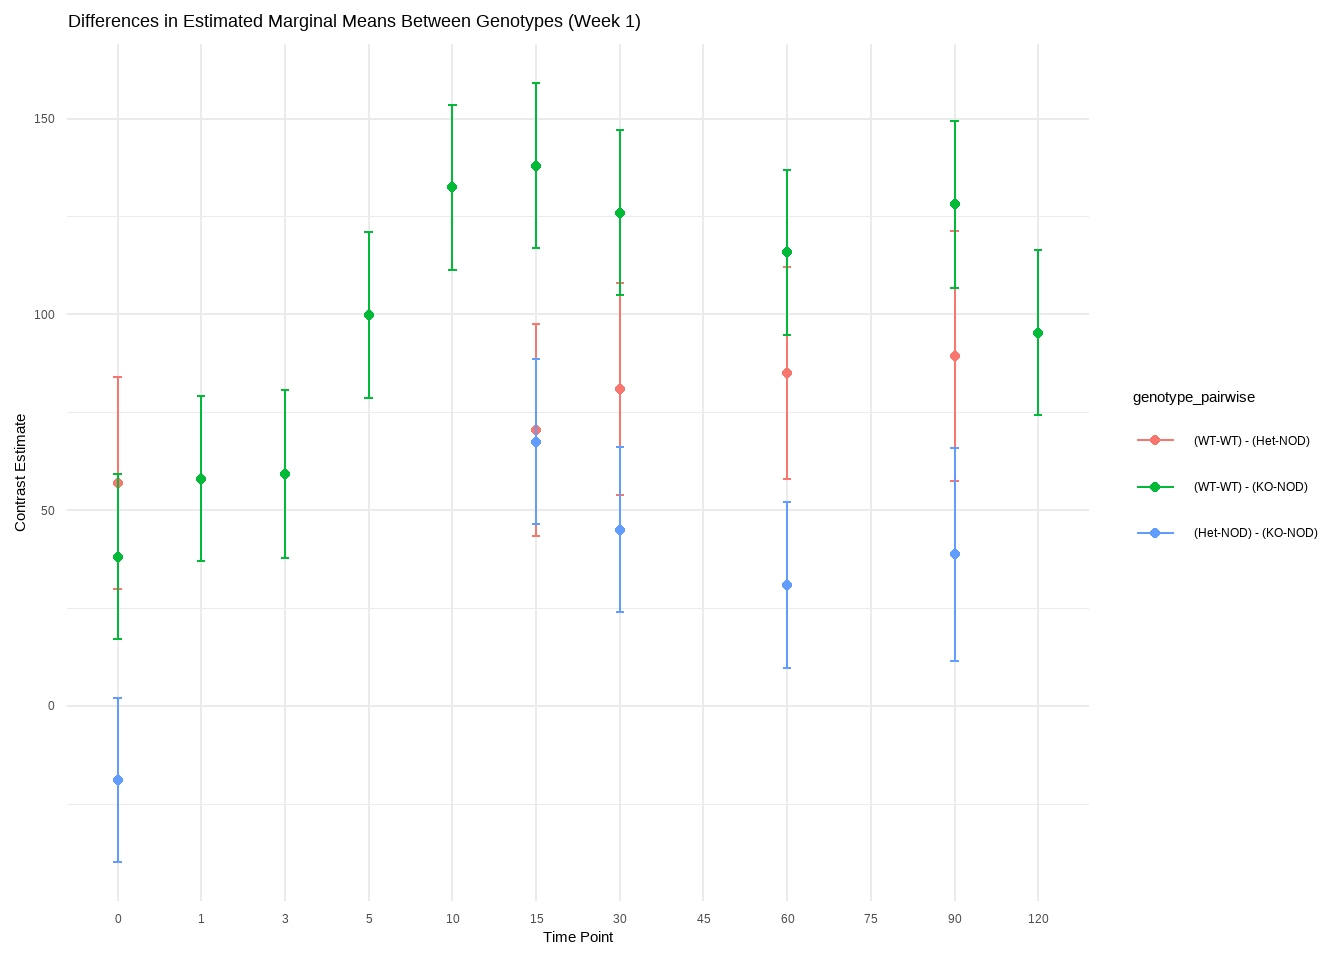 Differences in Estimated Marginal Means Between Genotypes (Week 1)
150
100
50
0
Contrast Estimate
0 1 3 5 10 15 30 45 60 75 90 120
Time Point
genotype_pairwise
(WT-WT) - (Het-NOD)
(WT-WT) - (KO-NOD)
(Het-NOD) - (KO-NOD)